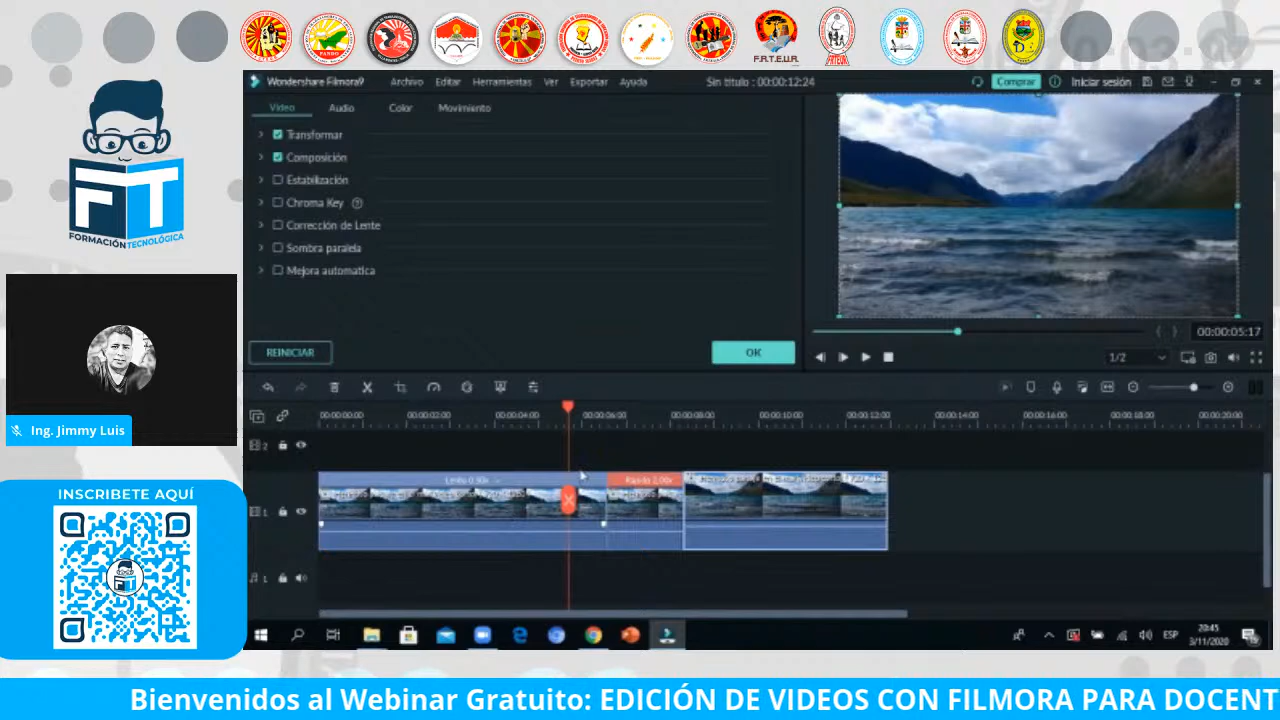 PANDO
F.R.T.E.U.R.
FT
FORMACIÓN TECNOLÓGICA
Wondershare Filmora9
Archivo Editar Herramientas Ver Exportar Ayuda
Sin título : 00:00:12:24
Comprar
Iniciar sesión
Video Audio Color Movimiento
Transformar
Composición
Estabilización
Chroma Key
Corrección de Lente
Sombra paralela
Mejora automatica
REINICIAR
OK
00:00:05:17
1/2
00:00:00:00 00:00:02:00 00:00:04:00 00:00:06:00 00:00:08:00 00:00:10:00 00:00:12:00 00:00:14:00 00:00:16:00 00:00:18:00 00:00:20:00
2
Lento 0,50x
Rápido 2,00x
1
1
Ing. Jimmy Luis
INSCRIBETE AQUÍ
ESP
20:45
3/11/2020
Bienvenidos al Webinar Gratuito: EDICIÓN DE VIDEOS CON FILMORA PARA DOCENT